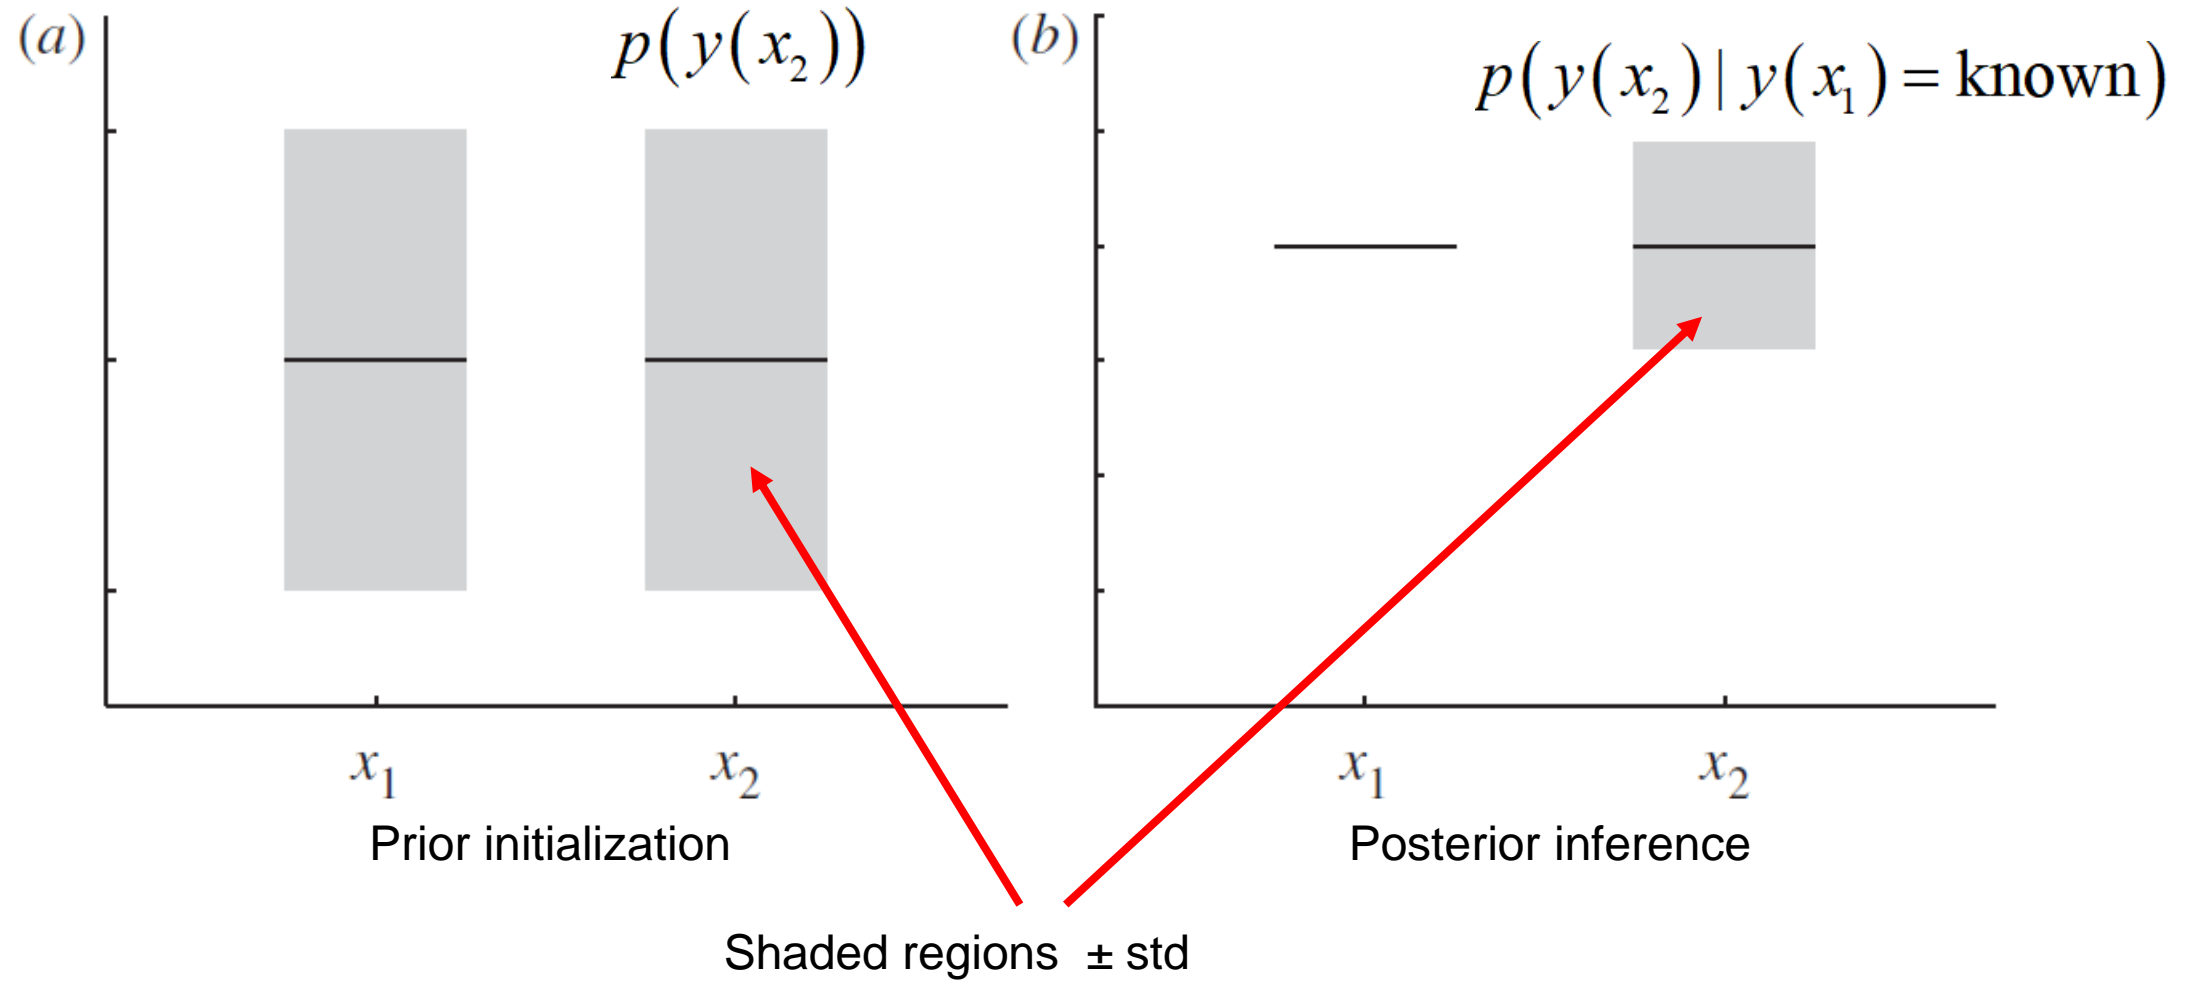 (a)
p(y(x₂))
(b)
p(y(x₂) | y(x₁) = known)
x₁
x₂
x₁
x₂
Prior initialization
Posterior inference
Shaded regions ± std